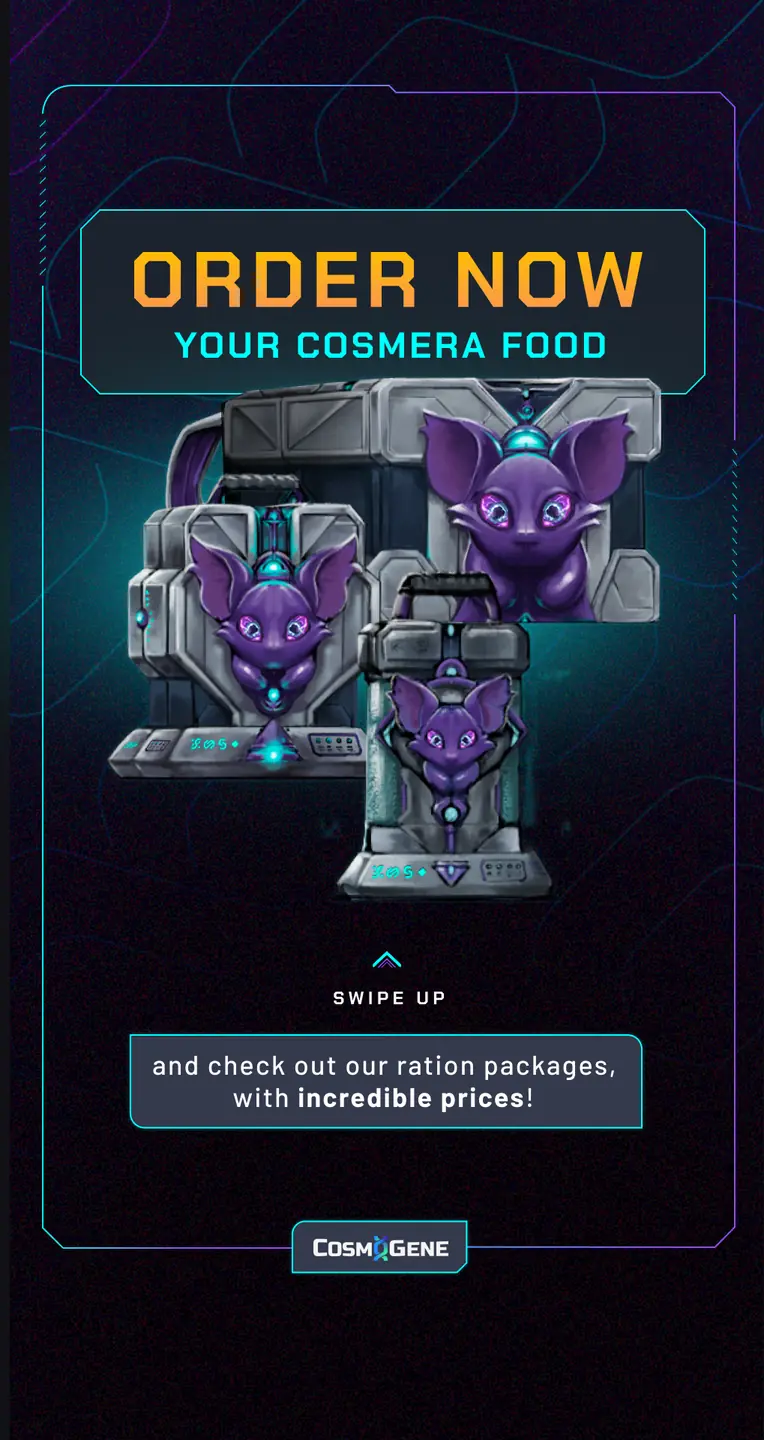 ORDER NOW
YOUR COSMERA FOOD
SWIPE UP
and check out our ration packages,
with incredible prices!
COSMOGENE